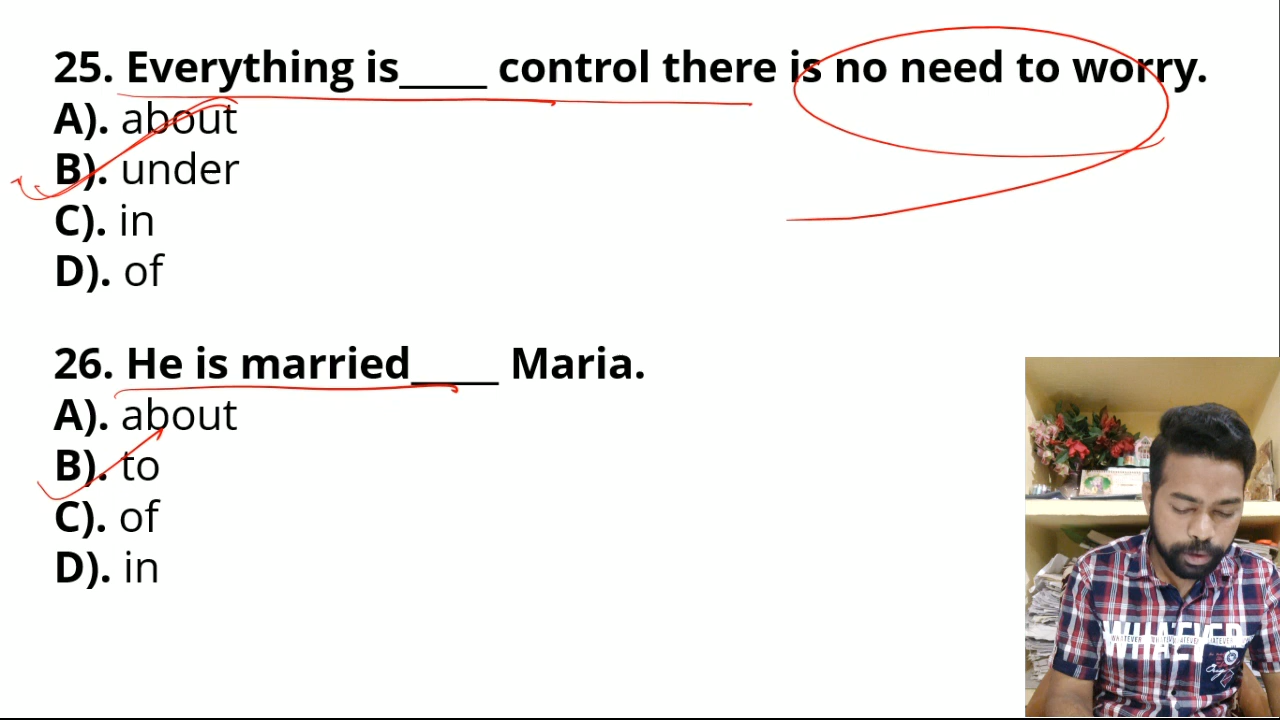 25. Everything is_____ control there is no need to worry.
A). about
B). under
C). in
D). of
26. He is married_____ Maria.
A). about
B). to
C). of
D). in
WHATEVER